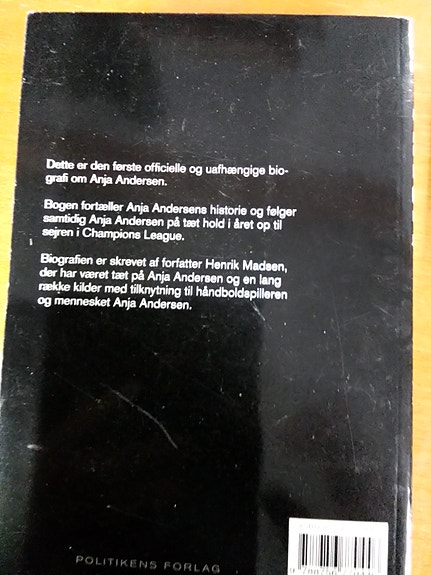 Dette er den første officielle og uafhængige bio-
grafi om Anja Andersen.
Bogen fortæller Anja Andersens historie og følger
samtidig Anja Andersen på tæt hold i året op til
sejren i Champions League.
Biografien er skrevet af forfatter Henrik Madsen,
der har været tæt på Anja Andersen og en lang
række kilder med tilknytning til håndboldspilleren
og mennesket Anja Andersen.
POLITIKENS FORLAG